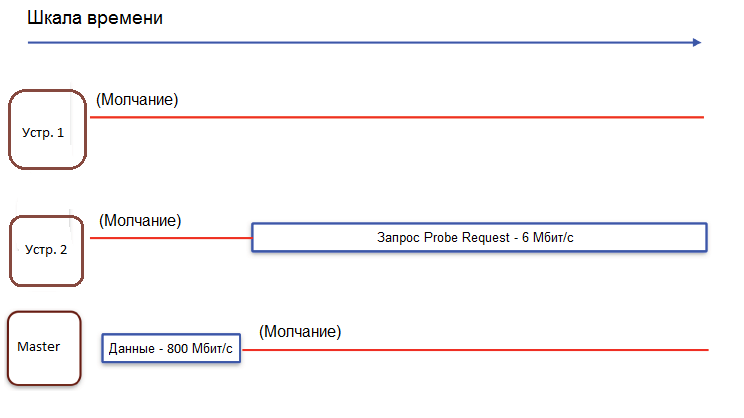 Шкала времени
(Молчание)
Устр. 1
(Молчание)
Запрос Probe Request - 6 Мбит/с
Устр. 2
(Молчание)
Master
Данные - 800 Мбит/с